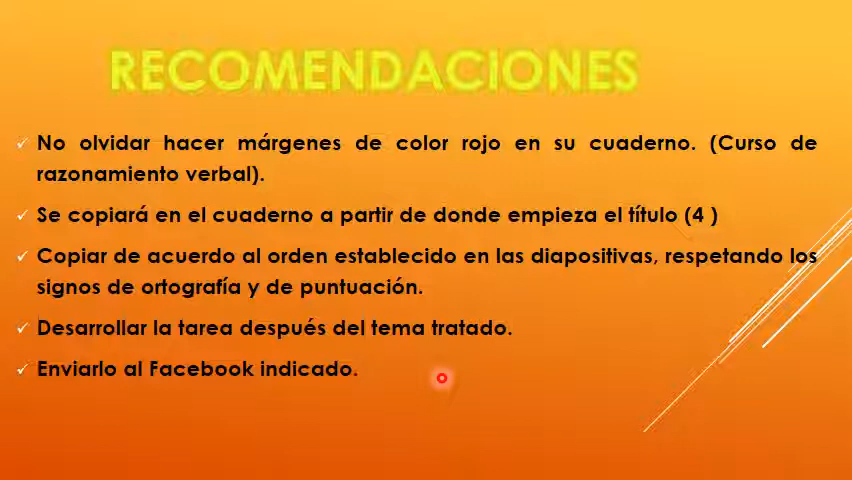 RECOMENDACIONES
No olvidar hacer márgenes de color rojo en su cuaderno. (Curso de
razonamiento verbal).
Se copiará en el cuaderno a partir de donde empieza el título (4 )
Copiar de acuerdo al orden establecido en las diapositivas, respetando los
signos de ortografía y de puntuación.
Desarrollar la tarea después del tema tratado.
Enviarlo al Facebook indicado.